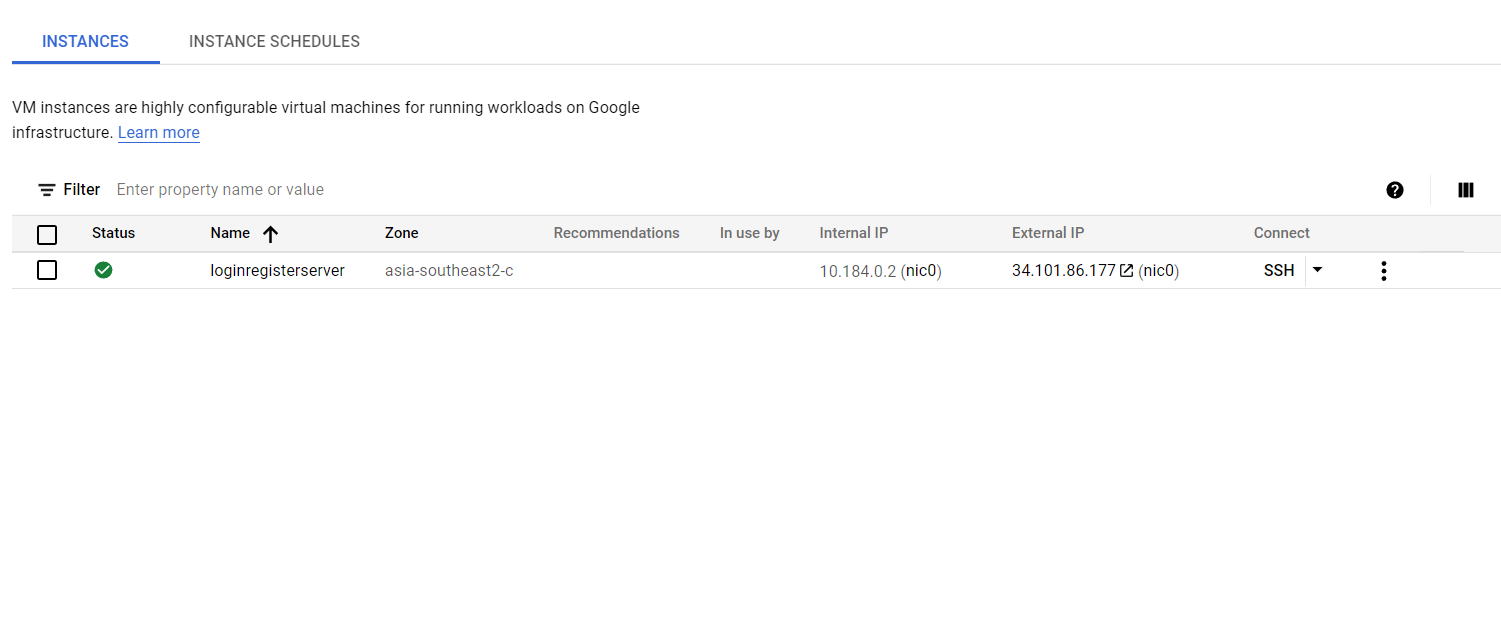 INSTANCES INSTANCE SCHEDULES
VM instances are highly configurable virtual machines for running workloads on Google
infrastructure. Learn more
Filter Enter property name or value
Status Name Zone Recommendations In use by Internal IP External IP Connect
loginregisterserver asia-southeast2-c 10.184.0.2 (nic0) 34.101.86.177 (nic0) SSH